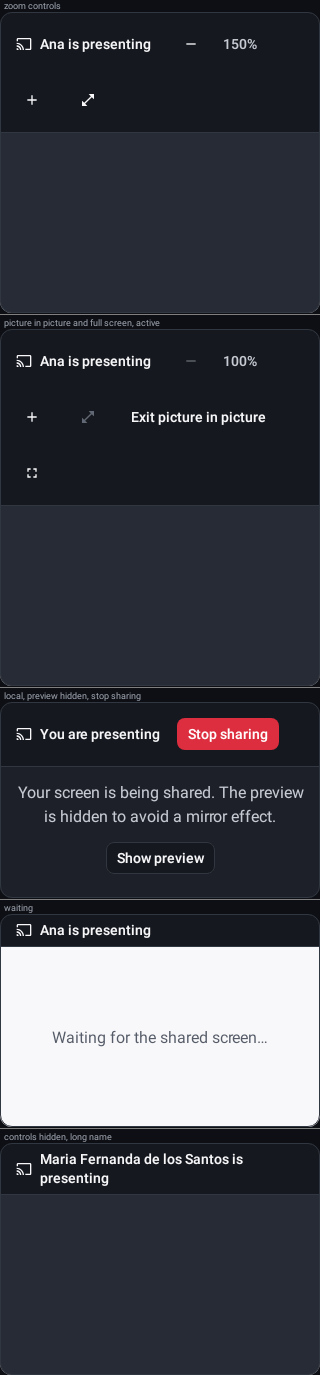 zoom controls
Ana is presenting
150%
picture in picture and full screen, active
Ana is presenting
100%
Exit picture in picture
local, preview hidden, stop sharing
You are presenting
Stop sharing
Your screen is being shared. The preview
is hidden to avoid a mirror effect.
Show preview
waiting
Ana is presenting
Waiting for the shared screen…
controls hidden, long name
Maria Fernanda de los Santos is
presenting